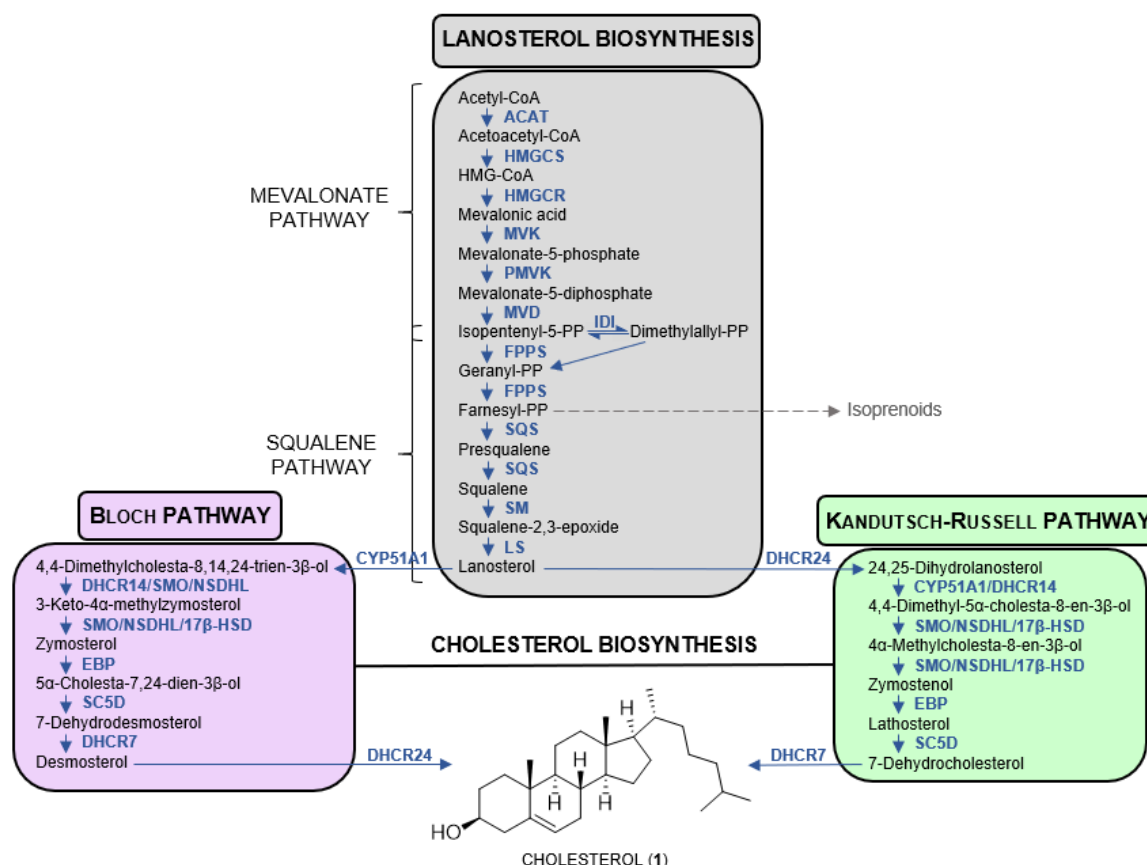 LANOSTEROL BIOSYNTHESIS
Acetyl-CoA
ACAT
Acetoacetyl-CoA
HMGCS
HMG-CoA
HMGCR
MEVALONATE
PATHWAY
Mevalonic acid
MVK
Mevalonate-5-phosphate
PMVK
Mevalonate-5-diphosphate
MVD
Isopentenyl-5-PP IDI Dimethylallyl-PP
FPPS
Geranyl-PP
FPPS
Farnesyl-PP Isoprenoids
SQS
SQUALENE
PATHWAY
Presqualene
SQS
Squalene
SM
Squalene-2,3-epoxide
LS
Lanosterol
CYP51A1
DHCR24
BLOCH PATHWAY
4,4-Dimethylcholesta-8,14,24-trien-3β-ol
DHCR14/SMO/NSDHL
3-Keto-4α-methylzymosterol
SMO/NSDHL/17β-HSD
Zymosterol
EBP
5α-Cholesta-7,24-dien-3β-ol
SC5D
7-Dehydrodesmosterol
DHCR7
Desmosterol
DHCR24
KANDUTSCH-RUSSELL PATHWAY
24,25-Dihydrolanosterol
CYP51A1/DHCR14
4,4-Dimethyl-5α-cholesta-8-en-3β-ol
SMO/NSDHL/17β-HSD
4α-Methylcholesta-8-en-3β-ol
SMO/NSDHL/17β-HSD
Zymostenol
EBP
Lathosterol
SC5D
7-Dehydrocholesterol
DHCR7
CHOLESTEROL BIOSYNTHESIS
H
H
H
H
HO
CHOLESTEROL (1)